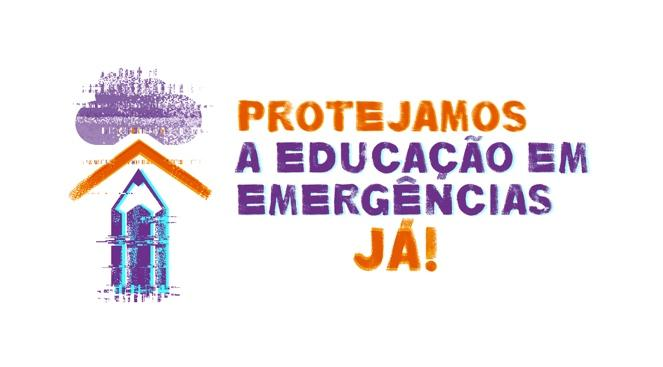 PROTEJAMOS
A EDUCAÇÃO EM
EMERGÊNCIAS
JÁ!